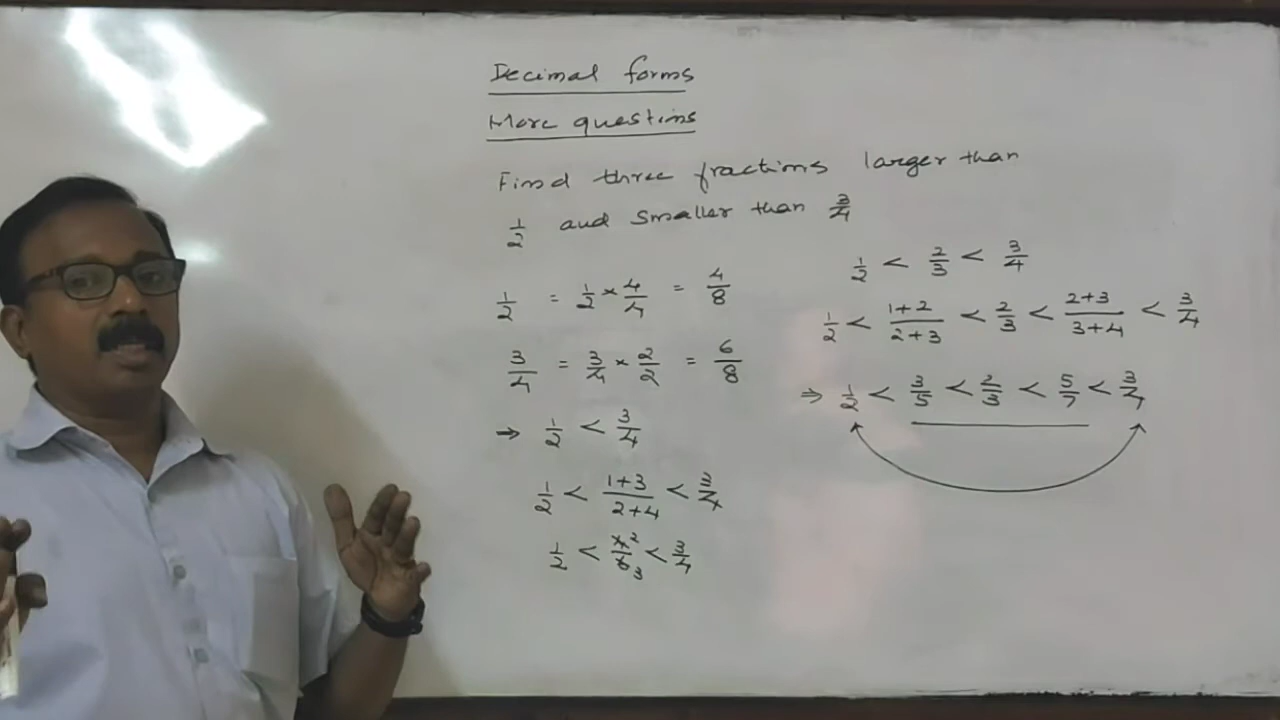 Decimal forms
More questions
Find three fractions larger than
1/2 and smaller than 3/4
1/2 = 1/2 × 4/4 = 4/8
3/4 = 3/4 × 2/2 = 6/8
⇒ 1/2 < 3/4
1/2 < (1+3)/(2+4) < 3/4
1/2 < 4/6 2/3 < 3/4
1/2 < 2/3 < 3/4
1/2 < (1+2)/(2+3) < 2/3 < (2+3)/(3+4) < 3/4
⇒ 1/2 < 3/5 < 2/3 < 5/7 < 3/4